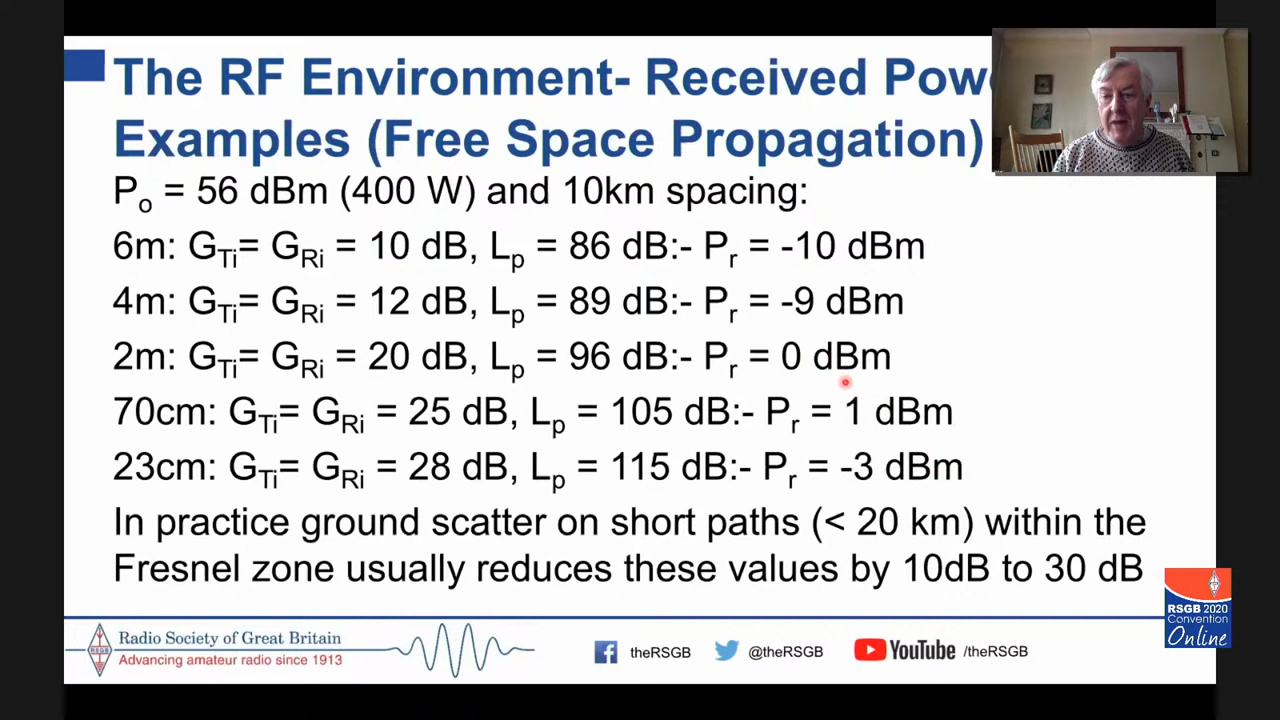 The RF Environment- Received Pow
Examples (Free Space Propagation)
Po = 56 dBm (400 W) and 10km spacing:
6m: GTi= GRi = 10 dB, Lp = 86 dB:- Pr = -10 dBm
4m: GTi= GRi = 12 dB, Lp = 89 dB:- Pr = -9 dBm
2m: GTi= GRi = 20 dB, Lp = 96 dB:- Pr = 0 dBm
70cm: GTi= GRi = 25 dB, Lp = 105 dB:- Pr = 1 dBm
23cm: GTi= GRi = 28 dB, Lp = 115 dB:- Pr = -3 dBm
In practice ground scatter on short paths (< 20 km) within the
Fresnel zone usually reduces these values by 10dB to 30 dB
RSGB 2020
Convention
Online
RSGB
Radio Society of Great Britain
Advancing amateur radio since 1913
theRSGB
@theRSGB
YouTube /theRSGB